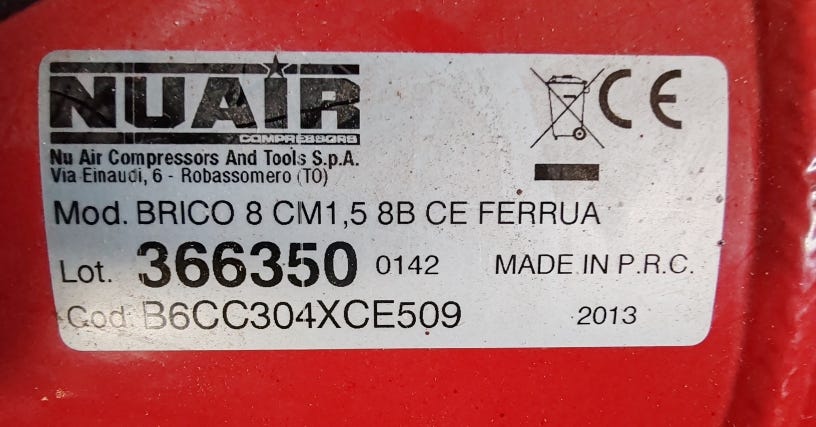 NUAIR
COMPRESSORS
Nu Air Compressors And Tools S.p.A.
Via Einaudi, 6 - Robassomero (TO)
CE
Mod. BRICO 8 CM1,5 8B CE FERRUA
Lot. 366350 0142 MADE IN P.R.C.
Cod. B6CC304XCE509 2013